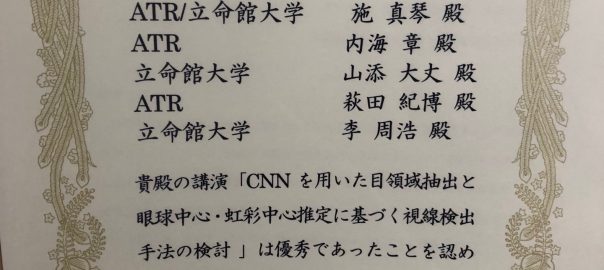 ATR/立命館大学 施 真琴 殿
ATR 内海 章 殿
立命館大学 山添 大丈 殿
ATR 萩田 紀博 殿
立命館大学 李 周浩 殿
貴殿の講演「CNN を用いた目領域抽出と
眼球中心・虹彩中心推定に基づく視線検出
手法の検討 」は優秀であったことを認め